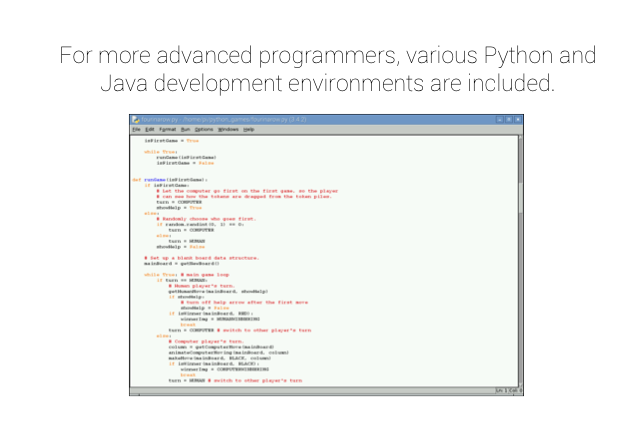 For more advanced programmers, various Python and
Java development environments are included.
fourinarow.py - /home/pi/python_games/fourinarow.py (3.4.2)
File Edit Format Run Options Windows Help
isFirstGame = True
while True:
runGame(isFirstGame)
isFirstGame = False
def runGame(isFirstGame):
if isFirstGame:
# Let the computer go first on the first game, so the player
# can see how the tokens are dragged from the token piles.
turn = COMPUTER
showHelp = True
else:
# Randomly choose who goes first.
if random.randint(0, 1) == 0:
turn = COMPUTER
else:
turn = HUMAN
showHelp = False
# Set up a blank board data structure.
mainBoard = getNewBoard()
while True: # main game loop
if turn == HUMAN:
# Human player's turn.
getHumanMove(mainBoard, showHelp)
if showHelp:
# turn off help arrow after the first move
showHelp = False
if isWinner(mainBoard, RED):
winnerImg = HUMANWINNERIMG
break
turn = COMPUTER # switch to other player's turn
else:
# Computer player's turn.
column = getComputerMove(mainBoard)
animateComputerMoving(mainBoard, column)
makeMove(mainBoard, BLACK, column)
if isWinner(mainBoard, BLACK):
winnerImg = COMPUTERWINNERIMG
break
turn = HUMAN # switch to other player's turn
Ln: 1 Col: 0